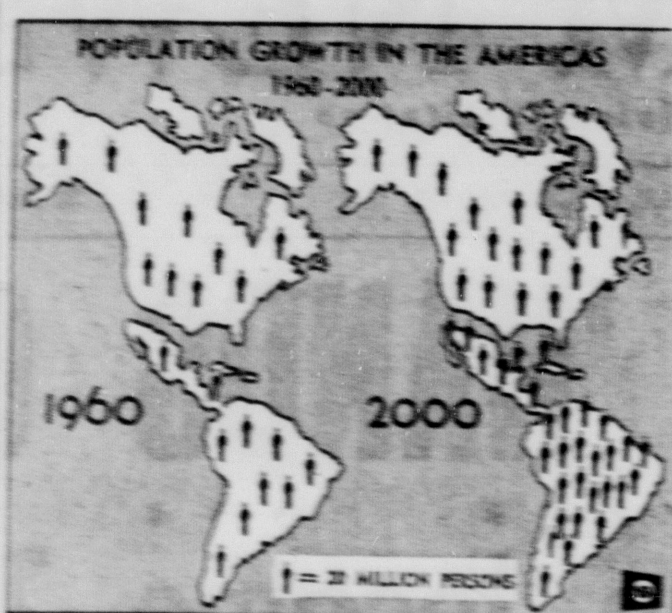 POPULATION GROWTH IN THE AMERICAS
1960-2000
1960
2000
= 20 MILLION PERSONS